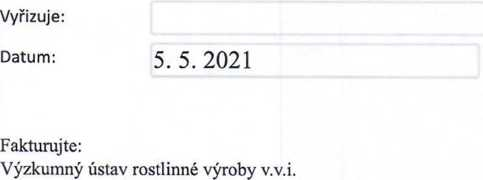 Vyřizuje:
Datum: 5. 5. 2021
Fakturujte:
Výzkumný ústav rostlinné výroby v.v.i.